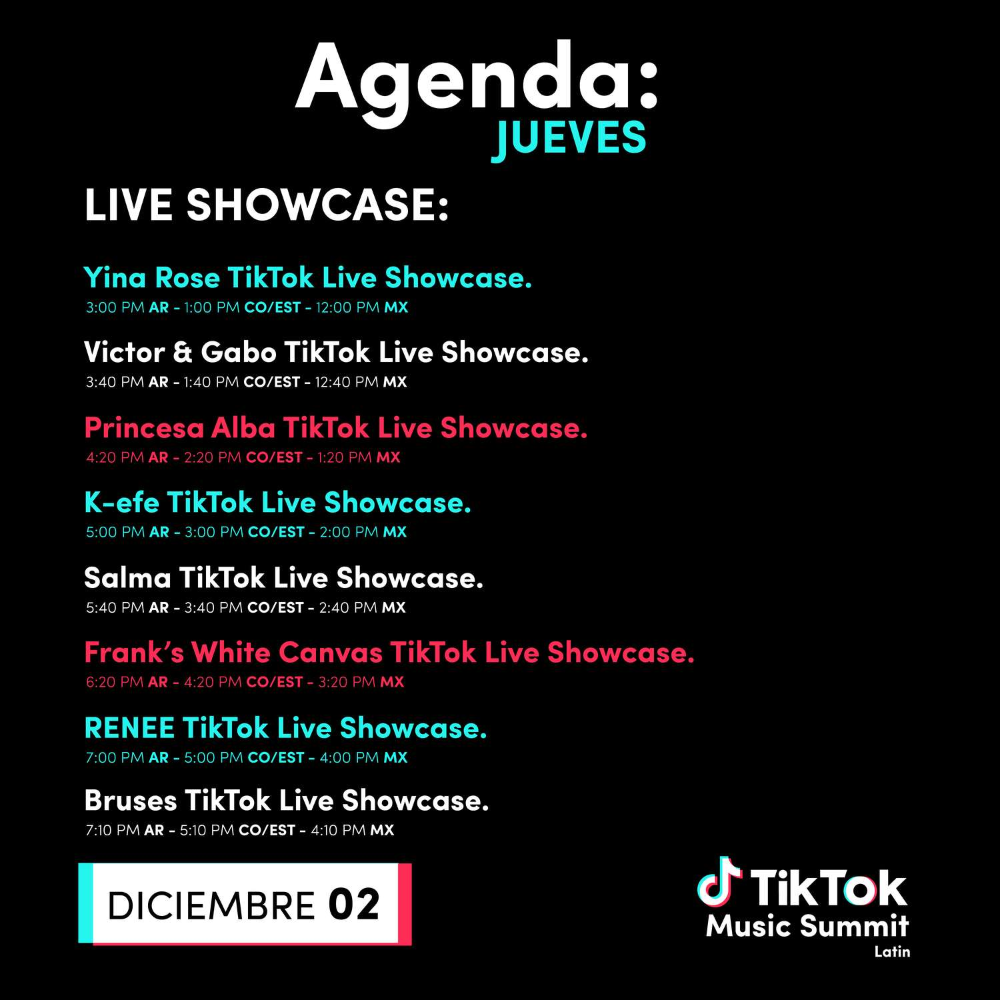 Agenda:
JUEVES
LIVE SHOWCASE:
Yina Rose TikTok Live Showcase.
3:00 PM AR - 1:00 PM CO/EST - 12:00 PM MX
Victor & Gabo TikTok Live Showcase.
3:40 PM AR - 1:40 PM CO/EST - 12:40 PM MX
Princesa Alba TikTok Live Showcase.
4:20 PM AR - 2:20 PM CO/EST - 1:20 PM MX
K-efe TikTok Live Showcase.
5:00 PM AR - 3:00 PM CO/EST - 2:00 PM MX
Salma TikTok Live Showcase.
5:40 PM AR - 3:40 PM CO/EST - 2:40 PM MX
Frank’s White Canvas TikTok Live Showcase.
6:20 PM AR - 4:20 PM CO/EST - 3:20 PM MX
RENEE TikTok Live Showcase.
7:00 PM AR - 5:00 PM CO/EST - 4:00 PM MX
Bruses TikTok Live Showcase.
7:10 PM AR - 5:10 PM CO/EST - 4:10 PM MX
DICIEMBRE 02
TikTok
Music Summit
Latin